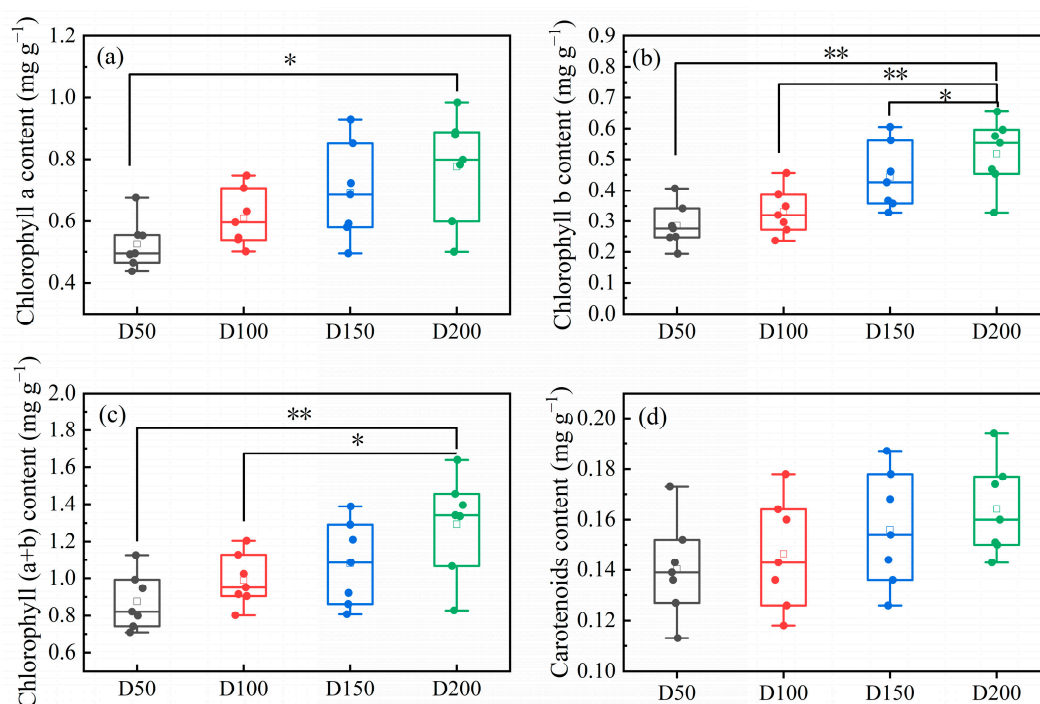 Chlorophyll a content (mg g⁻¹)
1.2
1.0
0.8
0.6
0.4
(a)
*
D50 D100 D150 D200
Chlorophyll b content (mg g⁻¹)
0.9
0.8
0.7
0.6
0.5
0.4
0.3
0.2
0.1
0.0
(b)
**
**
*
D50 D100 D150 D200
Chlorophyll (a+b) content (mg g⁻¹)
2.0
1.8
1.6
1.4
1.2
1.0
0.8
0.6
(c)
**
*
D50 D100 D150 D200
Carotenoids content (mg g⁻¹)
0.20
0.18
0.16
0.14
0.12
0.10
(d)
D50 D100 D150 D200